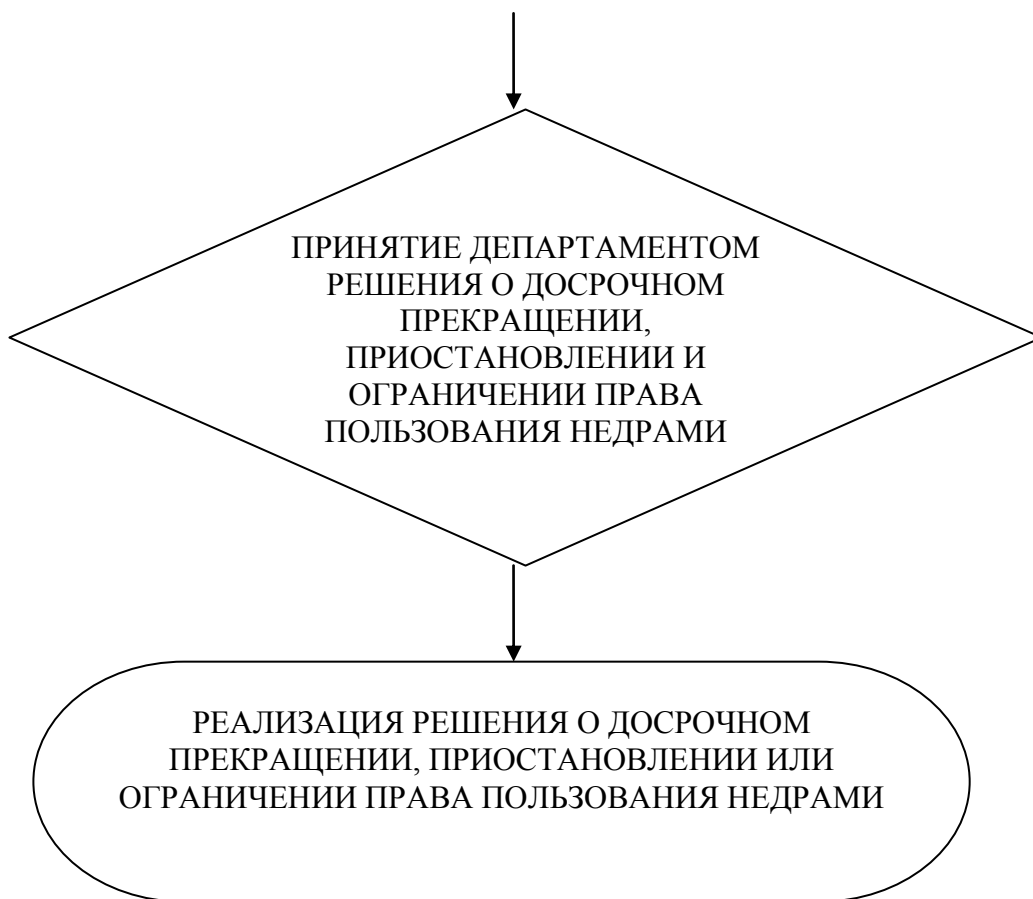 ПРИНЯТИЕ ДЕПАРТАМЕНТОМ
РЕШЕНИЯ О ДОСРОЧНОМ
ПРЕКРАЩЕНИИ,
ПРИОСТАНОВЛЕНИИ И
ОГРАНИЧЕНИИ ПРАВА
ПОЛЬЗОВАНИЯ НЕДРАМИ
РЕАЛИЗАЦИЯ РЕШЕНИЯ О ДОСРОЧНОМ
ПРЕКРАЩЕНИИ, ПРИОСТАНОВЛЕНИИ ИЛИ
ОГРАНИЧЕНИИ ПРАВА ПОЛЬЗОВАНИЯ НЕДРАМИ